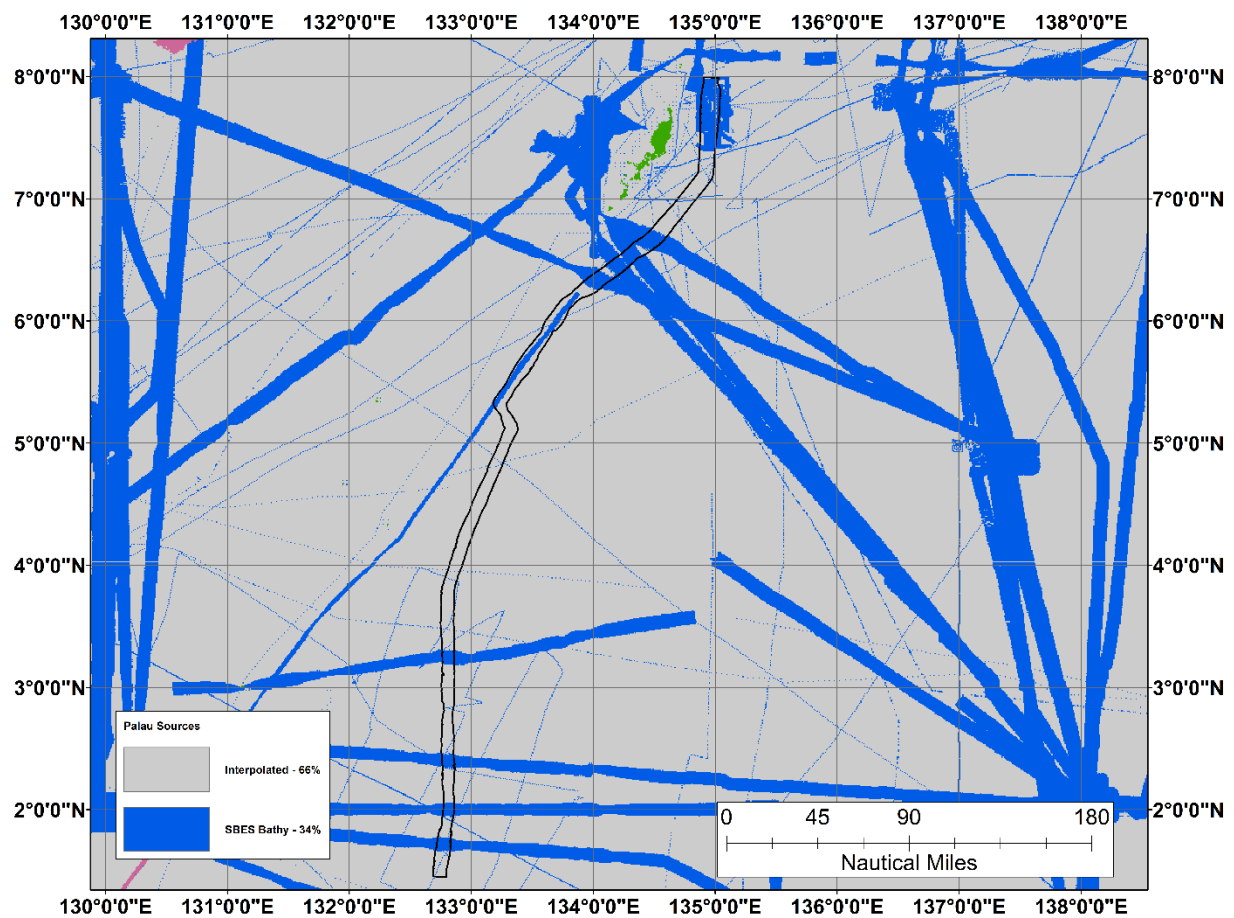 130°0'0"E 131°0'0"E 132°0'0"E 133°0'0"E 134°0'0"E 135°0'0"E 136°0'0"E 137°0'0"E 138°0'0"E
8°0'0"N 8°0'0"N
7°0'0"N 7°0'0"N
6°0'0"N 6°0'0"N
5°0'0"N 5°0'0"N
4°0'0"N 4°0'0"N
3°0'0"N 3°0'0"N
2°0'0"N 2°0'0"N
Palau Sources
Interpolated - 66%
SBES Bathy - 34%
0 45 90 180
Nautical Miles
130°0'0"E 131°0'0"E 132°0'0"E 133°0'0"E 134°0'0"E 135°0'0"E 136°0'0"E 137°0'0"E 138°0'0"E